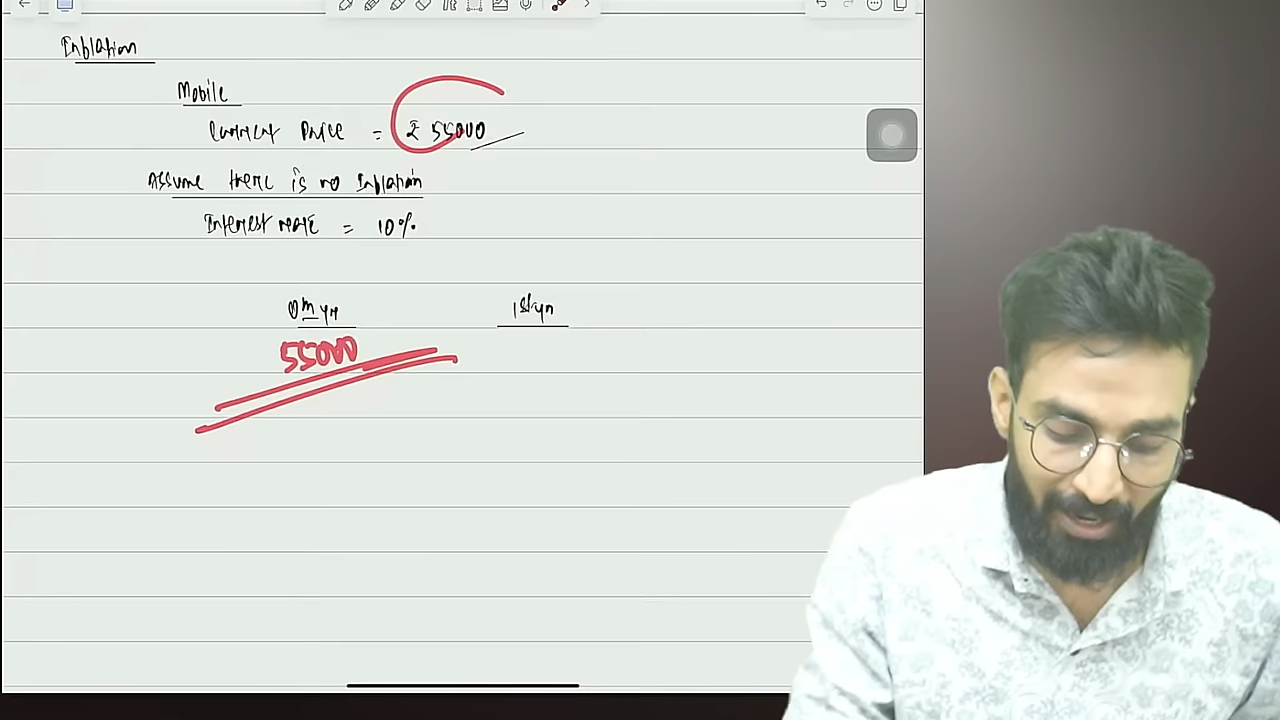 Inflation
Mobile
Current Price = ₹ 55000
Assume there is no Inflation
Interest rate = 10%
0th yr 1st yr
55000